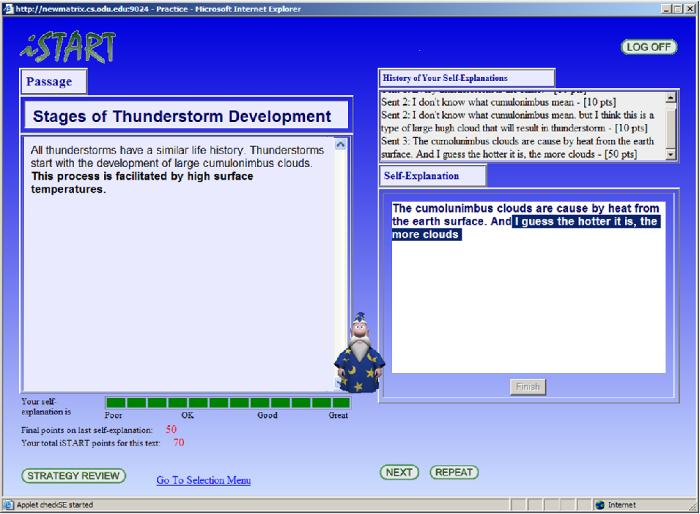 http://newmatrix.cs.odu.edu:9024 - Practice - Microsoft Internet Explorer
iSTART
LOG OFF
Passage
Stages of Thunderstorm Development
All thunderstorms have a similar life history. Thunderstorms
start with the development of large cumulonimbus clouds.
This process is facilitated by high surface
temperatures.
History of Your Self-Explanations
Sent 2: I don't know what cumulonimbus mean - [10 pts]
Sent 2: I don't know what cumulonimbus mean. but I think this is a
type of large hugh cloud that will result in thunderstorm - [10 pts]
Sent 3: The cumulonimbus clouds are cause by heat from the earth
surface. And I guess the hotter it is, the more clouds - [50 pts]
Self-Explanation
The cumolunimbus clouds are cause by heat from
the earth surface. And I guess the hotter it is, the
more clouds
Finish
Your self-
explanation is
Poor OK Good Great
Final points on last self-explanation: 50
Your total iSTART points for this text: 70
STRATEGY REVIEW
Go To Selection Menu
NEXT
REPEAT
Applet checkSE started
Internet